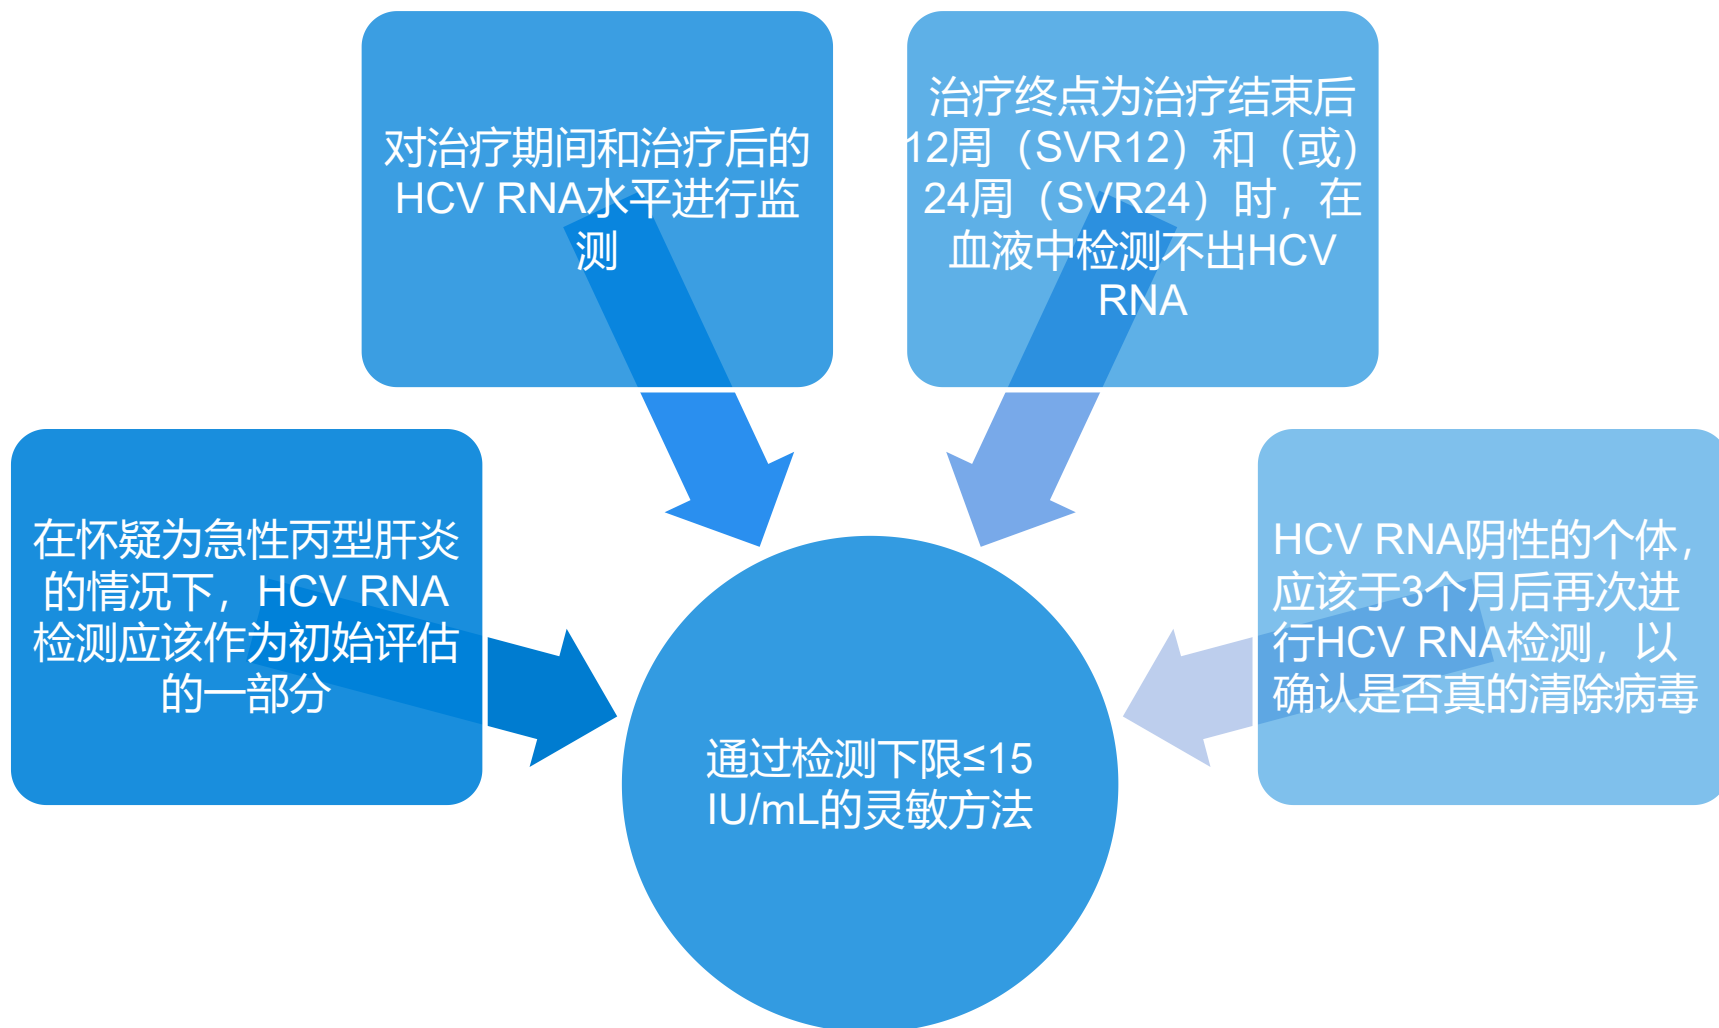 对治疗期间和治疗后的
HCV RNA水平进行监
测
治疗终点为治疗结束后
12周（SVR12）和（或）
24周（SVR24）时，在
血液中检测不出HCV
RNA
在怀疑为急性丙型肝炎
的情况下，HCV RNA
检测应该作为初始评估
的一部分
HCV RNA阴性的个体，
应该于3个月后再次进
行HCV RNA检测，以
确认是否真的清除病毒
通过检测下限≤15
IU/mL的灵敏方法